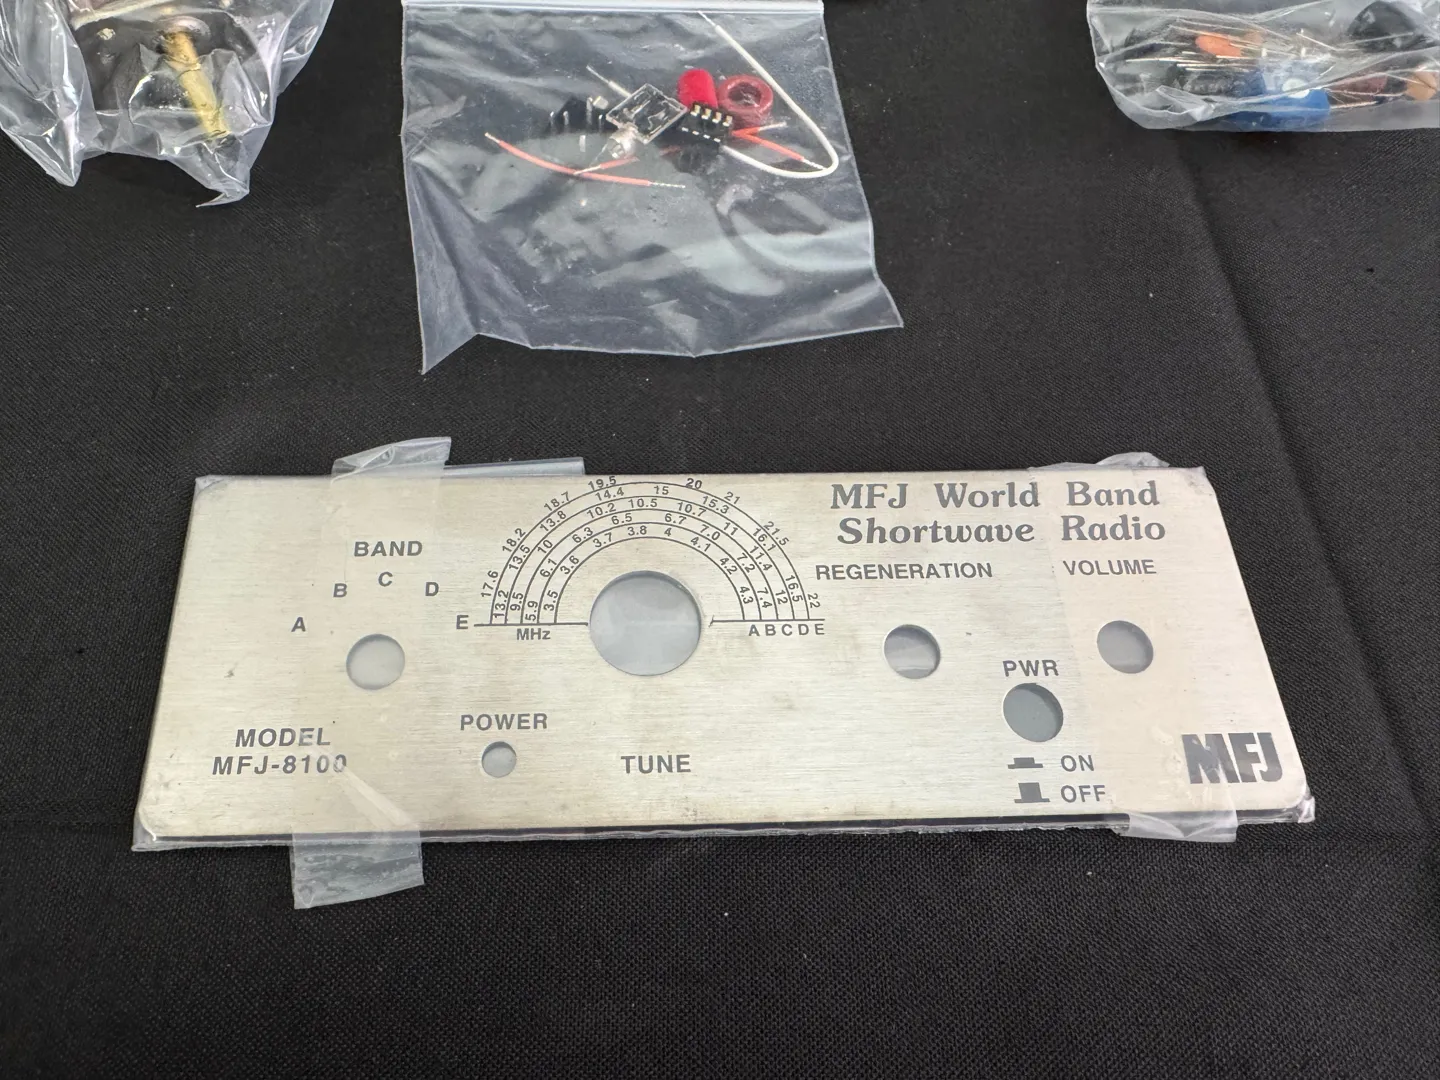 MFJ World Band
Shortwave Radio
BAND
A B C D E
REGENERATION
VOLUME
17.6 18.2 18.7 19.5 20 21 21.5 22
13.2 13.5 13.8 14.4 15 15.3 16.1 16.5
9.5 10 10.2 10.5 10.7 11 11.4 12
5.9 6.1 6.3 6.5 6.7 7.0 7.2 7.4
3.5 3.6 3.7 3.8 4 4.1 4.2 4.3
MHz
A B C D E
PWR
ON
OFF
POWER
TUNE
MODEL
MFJ-8100
MFJ